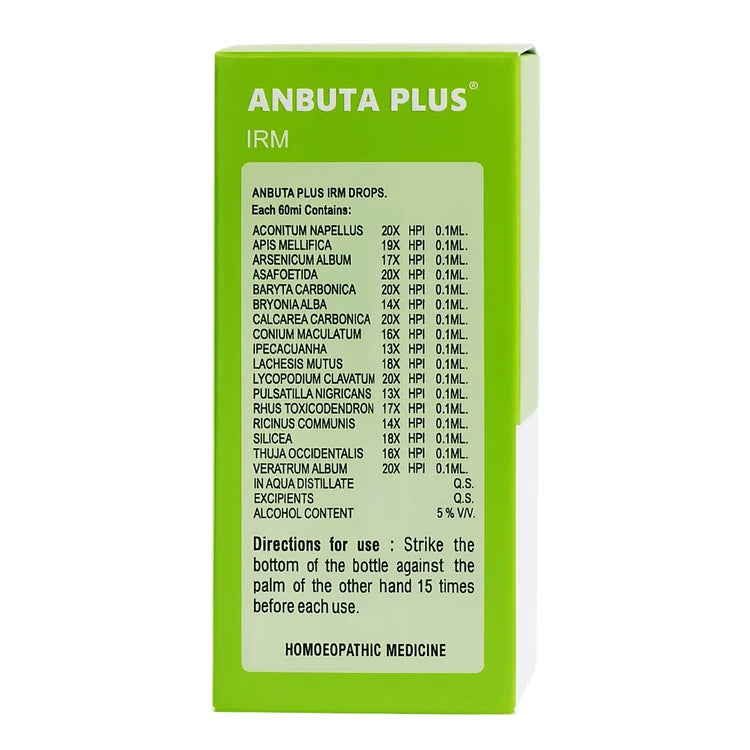 ANBUTA PLUS®
IRM
ANBUTA PLUS IRM DROPS.
Each 60ml Contains:
ACONITUM NAPELLUS 20X HPI 0.1ML.
APIS MELLIFICA 19X HPI 0.1ML.
ARSENICUM ALBUM 17X HPI 0.1ML.
ASAFOETIDA 20X HPI 0.1ML.
BARYTA CARBONICA 20X HPI 0.1ML.
BRYONIA ALBA 14X HPI 0.1ML.
CALCAREA CARBONICA 20X HPI 0.1ML.
CONIUM MACULATUM 16X HPI 0.1ML.
IPECACUANHA 13X HPI 0.1ML.
LACHESIS MUTUS 18X HPI 0.1ML.
LYCOPODIUM CLAVATUM 20X HPI 0.1ML.
PULSATILLA NIGRICANS 13X HPI 0.1ML.
RHUS TOXICODENDRON 17X HPI 0.1ML.
RICINUS COMMUNIS 14X HPI 0.1ML.
SILICEA 18X HPI 0.1ML.
THUJA OCCIDENTALIS 16X HPI 0.1ML.
VERATRUM ALBUM 20X HPI 0.1ML.
IN AQUA DISTILLATE Q.S.
EXCIPIENTS Q.S.
ALCOHOL CONTENT 5 % V/V.
Directions for use : Strike the
bottom of the bottle against the
palm of the other hand 15 times
before each use.
HOMOEOPATHIC MEDICINE